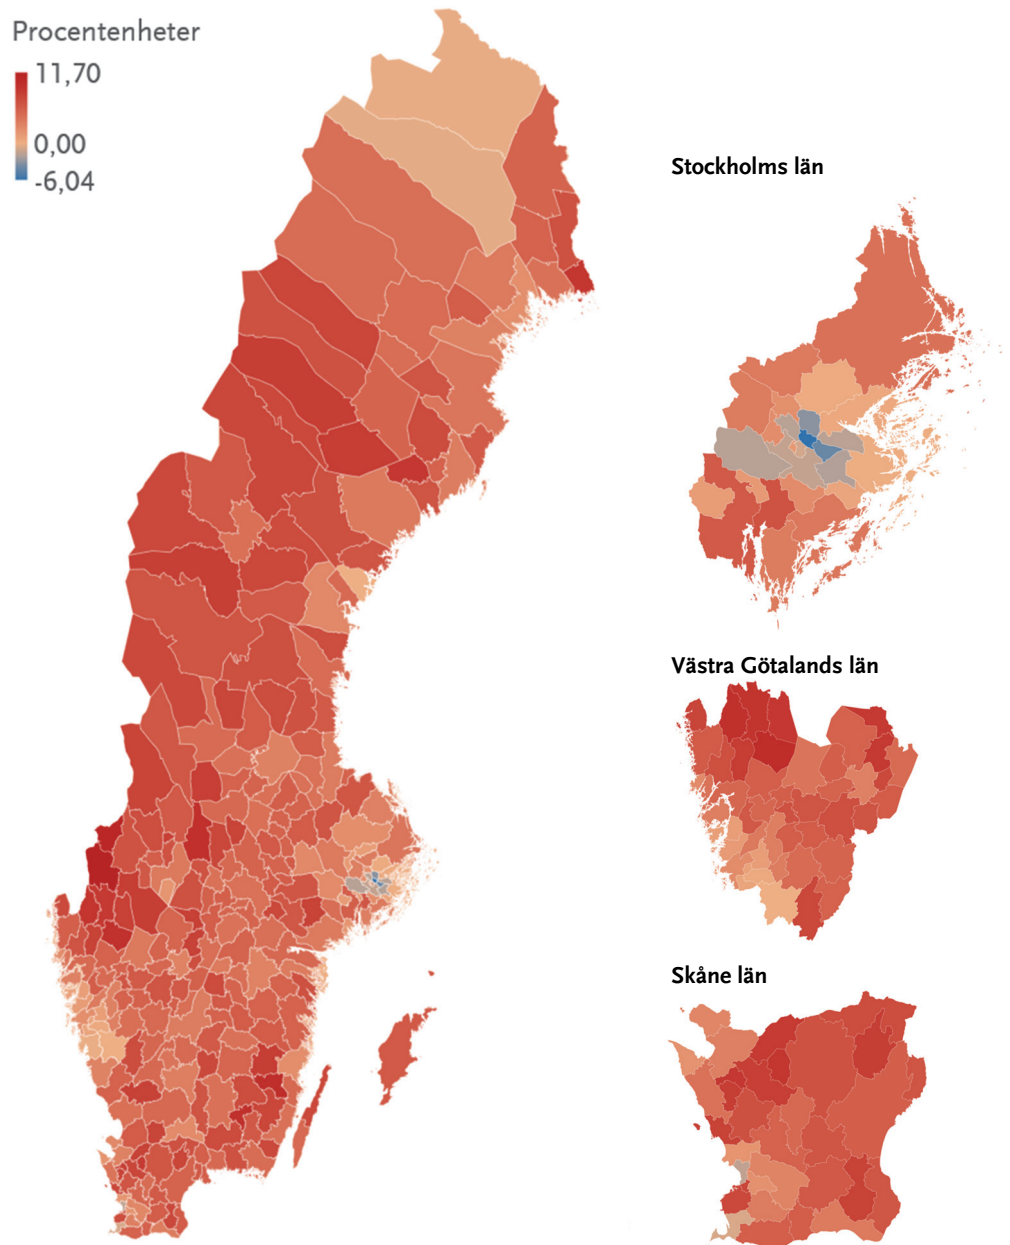 Procentenheter
11,70
0,00
-6,04
Stockholms län
Västra Götalands län
Skåne län